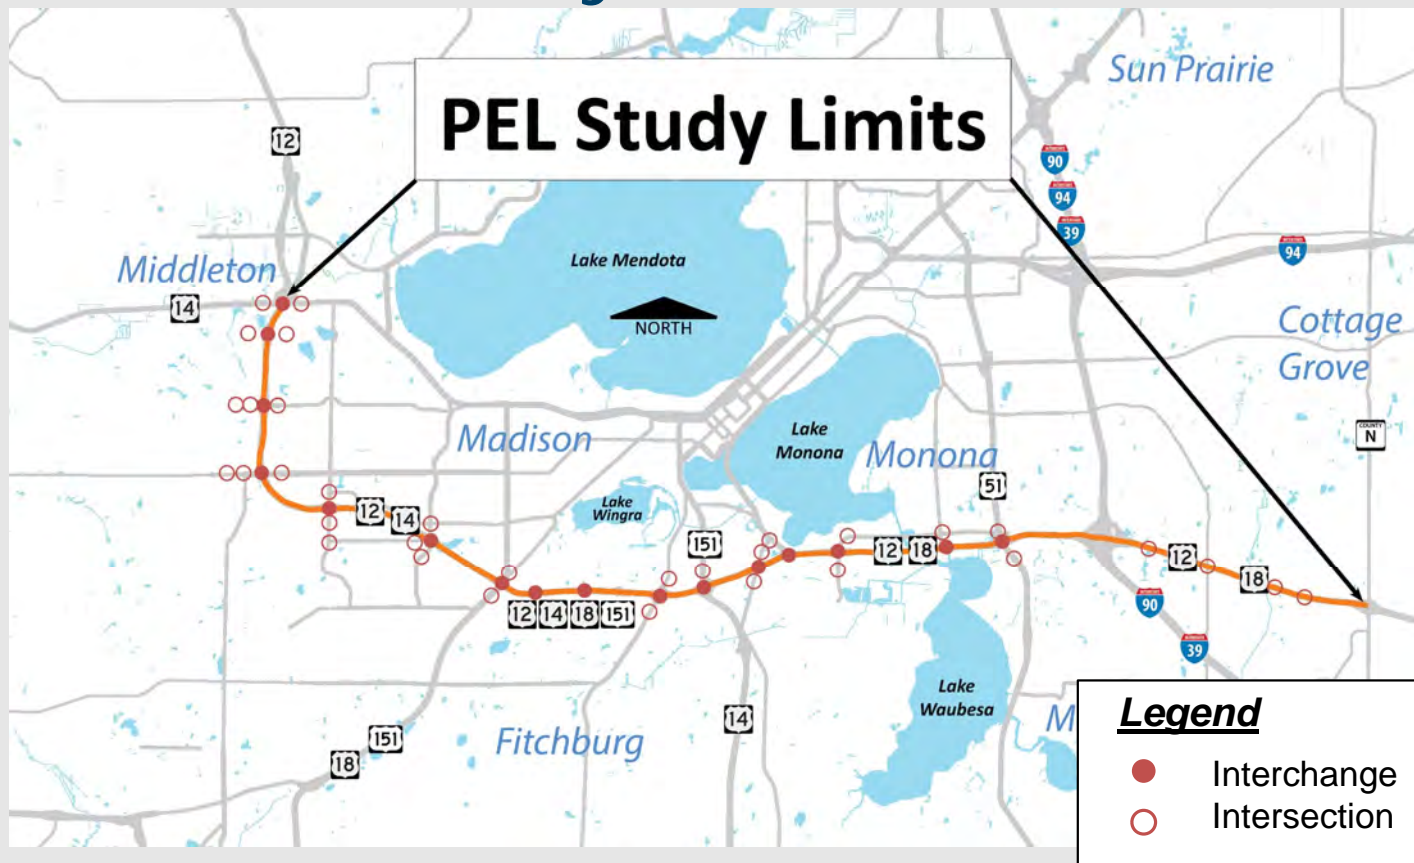 Sun Prairie
PEL Study Limits
12
90
94
39
94
Middleton
Lake Mendota
14
NORTH
Cottage
Grove
COUNTY
N
Madison
Lake
Monona
Monona
51
Lake
Wingra
12
14
151
12
18
12
18
12
14
18
151
90
39
Lake
Waubesa
14
M
Fitchburg
151
18
Legend
Interchange
Intersection